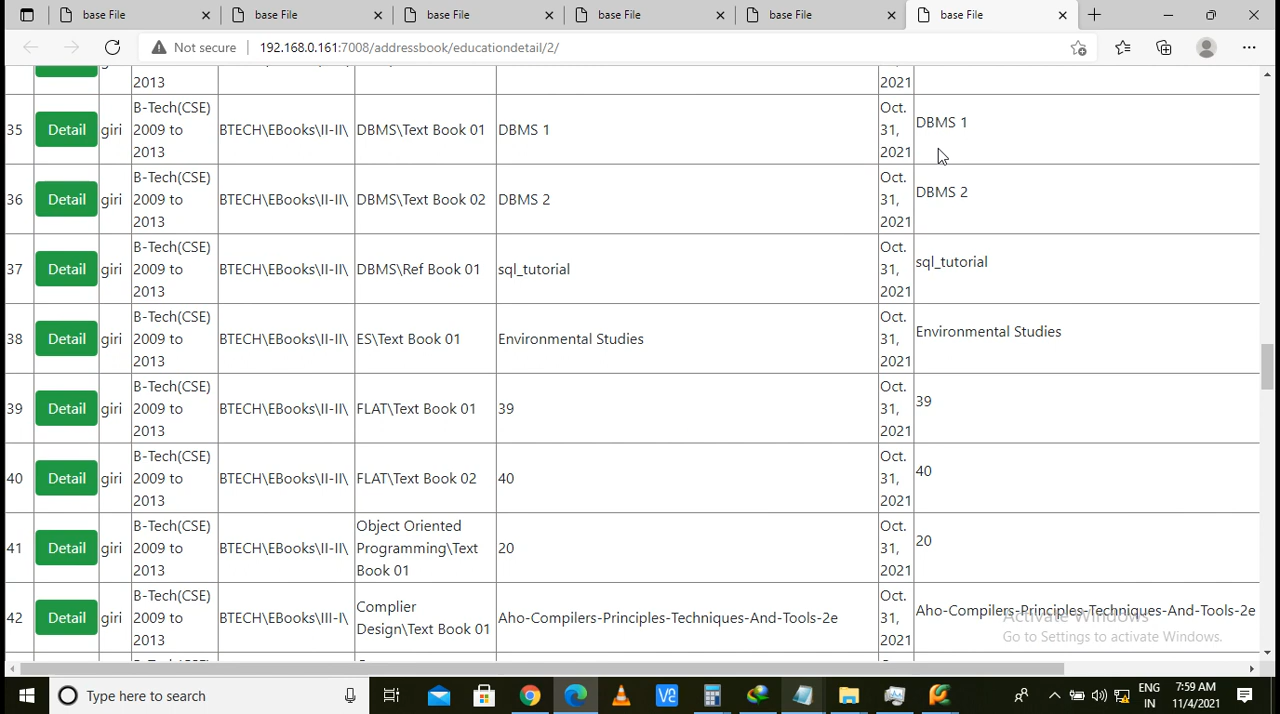 base File
base File
base File
base File
base File
base File
Not secure 192.168.0.161:7008/addressbook/educationdetail/2/
2013
2021
35 Detail giri B-Tech(CSE) 2009 to 2013 BTECH\EBooks\II-II\ DBMS\Text Book 01 DBMS 1 Oct. 31, 2021 DBMS 1
36 Detail giri B-Tech(CSE) 2009 to 2013 BTECH\EBooks\II-II\ DBMS\Text Book 02 DBMS 2 Oct. 31, 2021 DBMS 2
37 Detail giri B-Tech(CSE) 2009 to 2013 BTECH\EBooks\II-II\ DBMS\Ref Book 01 sql_tutorial Oct. 31, 2021 sql_tutorial
38 Detail giri B-Tech(CSE) 2009 to 2013 BTECH\EBooks\II-II\ ES\Text Book 01 Environmental Studies Oct. 31, 2021 Environmental Studies
39 Detail giri B-Tech(CSE) 2009 to 2013 BTECH\EBooks\II-II\ FLAT\Text Book 01 39 Oct. 31, 2021 39
40 Detail giri B-Tech(CSE) 2009 to 2013 BTECH\EBooks\II-II\ FLAT\Text Book 02 40 Oct. 31, 2021 40
41 Detail giri B-Tech(CSE) 2009 to 2013 BTECH\EBooks\II-II\ Object Oriented Programming\Text Book 01 20 Oct. 31, 2021 20
42 Detail giri B-Tech(CSE) 2009 to 2013 BTECH\EBooks\III-I\ Complier Design\Text Book 01 Aho-Compilers-Principles-Techniques-And-Tools-2e Oct. 31, 2021 Aho-Compilers-Principles-Techniques-And-Tools-2e
Activate Windows
Go to Settings to activate Windows.
Type here to search
VE
ENG
IN
7:59 AM
11/4/2021